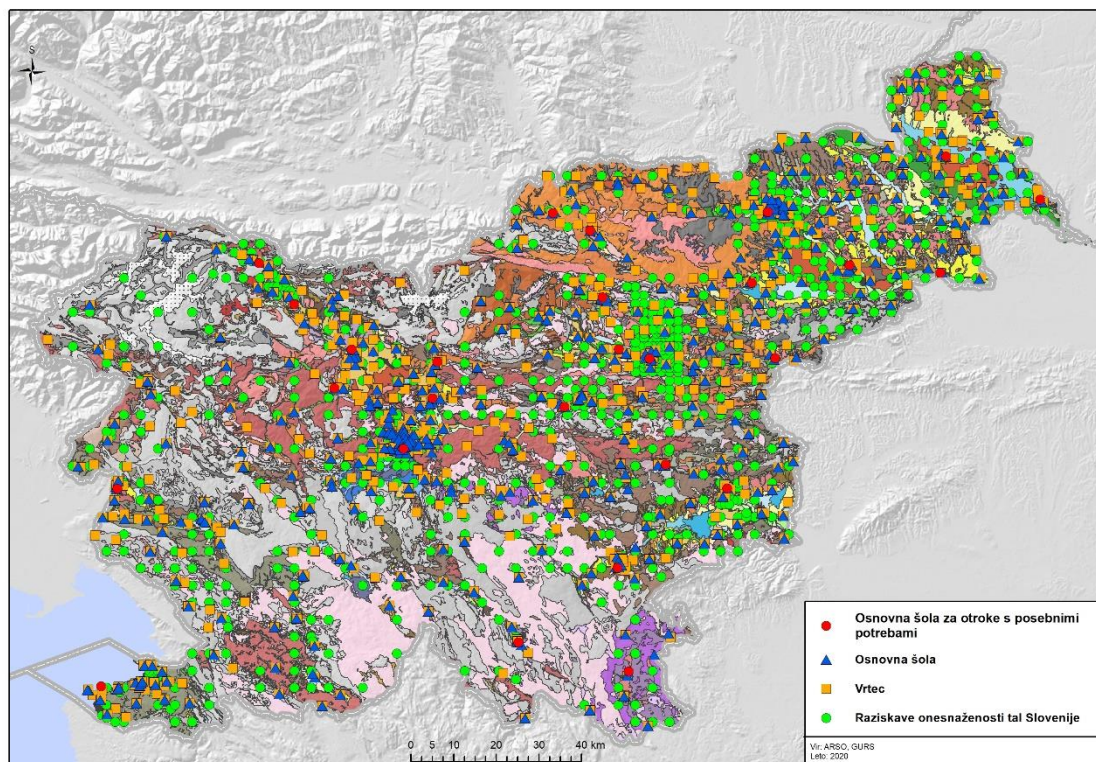 S
Osnovna šola za otroke s posebnimi
potrebami
Osnovna šola
Vrtec
Raziskave onesnaženosti tal Slovenije
Vir: ARSO, GURS
Leto: 2020
0 5 10 20 30 40 km